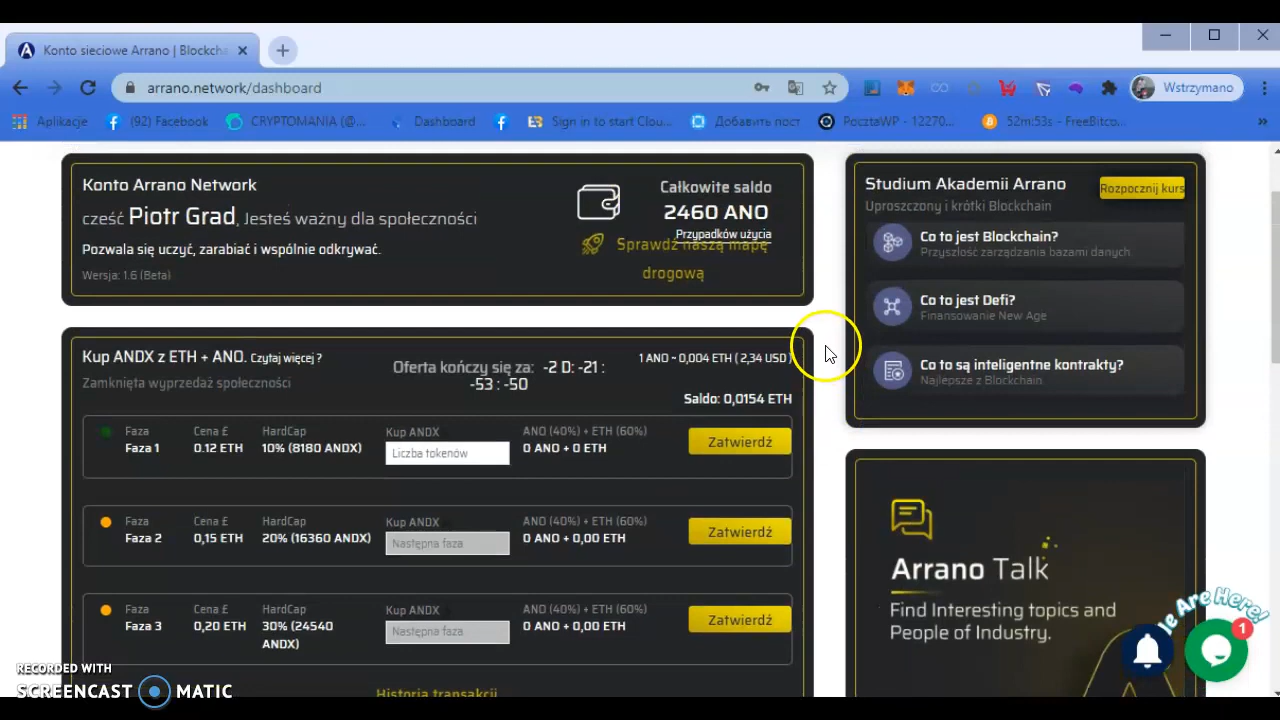 Konto sieciowe Arrano | Blockcha
arrano.network/dashboard
Wstrzymano
Aplikacje
(92) Facebook
CRYPTOMANIA (@...
Dashboard
Sign in to start Clou...
Добавить пост
PocztaWP - 12270...
52m:53s – FreeBitco...
Konto Arrano Network
cześć Piotr Grad, Jesteś ważny dla społeczności
Pozwala się uczyć, zarabiać i wspólnie odkrywać.
Wersja: 1.6 (Beta)
Całkowite saldo
2460 ANO
Przypadków użycia
Sprawdź naszą mapę
drogową
Kup ANDX z ETH + ANO. Czytaj więcej ?
Zamknięta wyprzedaż społeczności
Oferta kończy się za: -2 D: -21 :
-53 : -50
1 ANO ~ 0,004 ETH ( 2,34 USD )
Saldo: 0,0154 ETH
Faza Cena £ HardCap Kup ANDX ANO (40%) + ETH (60%)
Faza 1 0.12 ETH 10% (8180 ANDX) Liczba tokenów 0 ANO + 0 ETH Zatwierdź
Faza Cena £ HardCap Kup ANDX ANO (40%) + ETH (60%)
Faza 2 0,15 ETH 20% (16360 ANDX) Następna faza 0 ANO + 0,00 ETH Zatwierdź
Faza Cena £ HardCap Kup ANDX ANO (40%) + ETH (60%)
Faza 3 0,20 ETH 30% (24540 ANDX) Następna faza 0 ANO + 0,00 ETH Zatwierdź
Historia transakcji
Studium Akademii Arrano
Rozpocznij kurs
Uproszczony i krótki Blockchain
Co to jest Blockchain?
Przyszłość zarządzania bazami danych
Co to jest Defi?
Finansowanie New Age
Co to są inteligentne kontrakty?
Najlepsze z Blockchain.
Arrano Talk
Find Interesting topics and
People of Industry.
Are Here!
1
RECORDED WITH
SCREENCAST MATIC